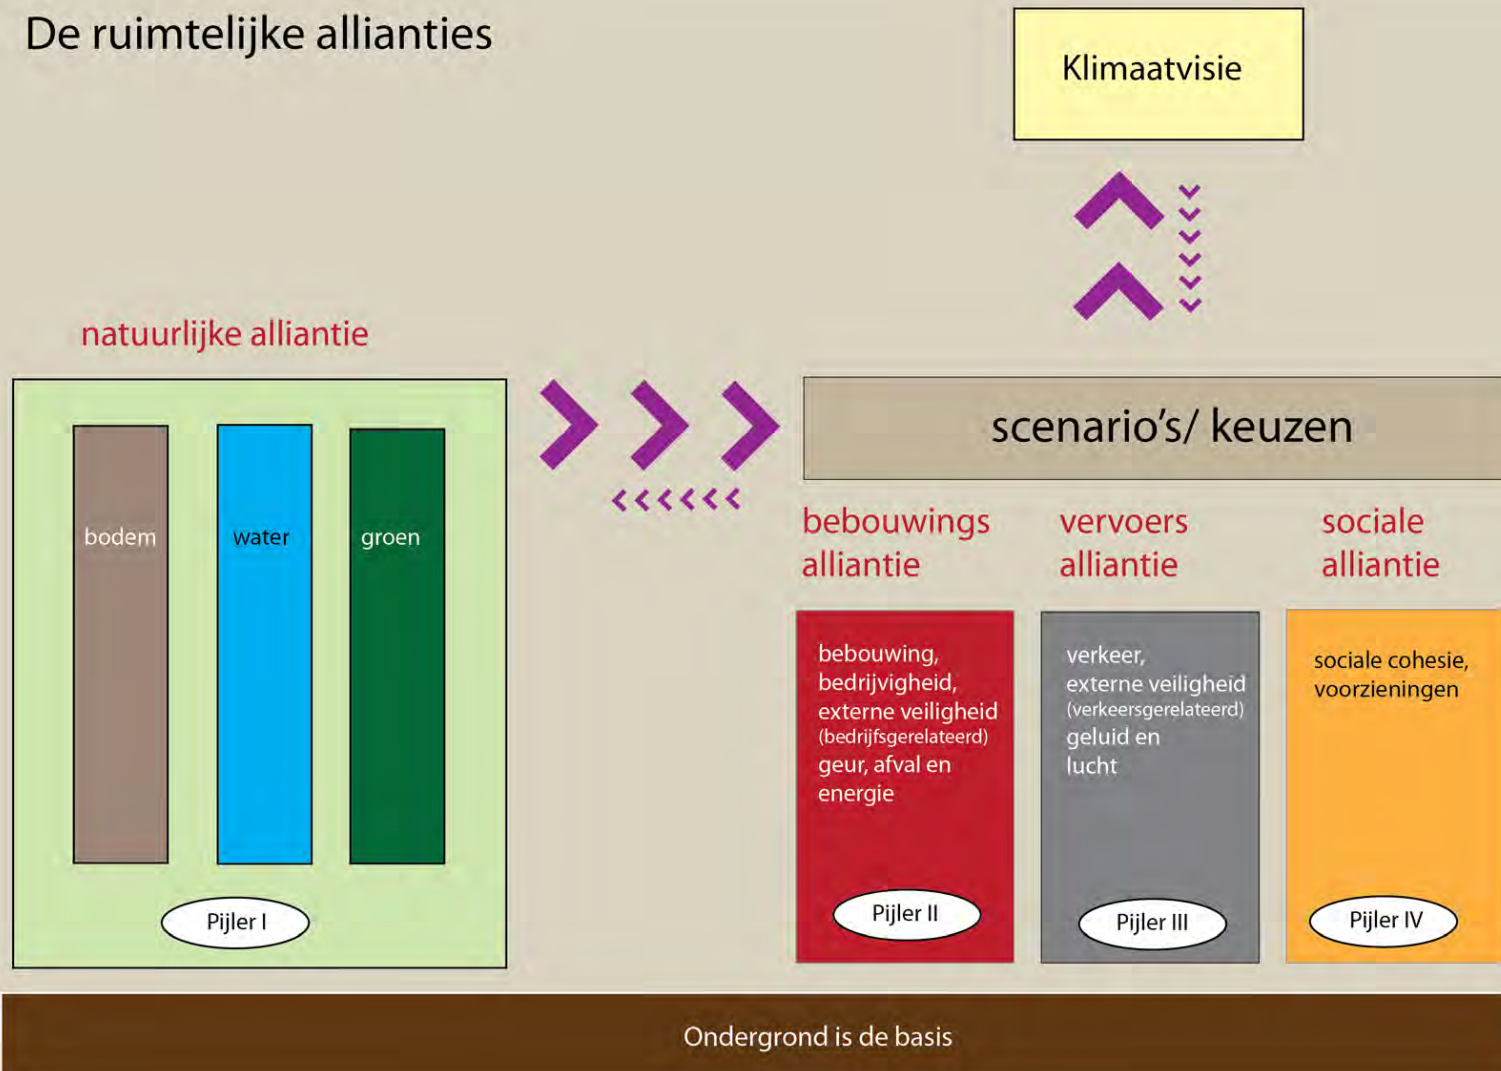 De ruimtelijke allianties
Klimaatvisie
natuurlijke alliantie
bodem
water
groen
Pijler I
scenario's/ keuzen
bebouwings
alliantie
bebouwing,
bedrijvigheid,
externe veiligheid
(bedrijfsgerelateerd)
geur, afval en
energie
Pijler II
vervoers
alliantie
verkeer,
externe veiligheid
(verkeersgerelateerd)
geluid en
lucht
Pijler III
sociale
alliantie
sociale cohesie,
voorzieningen
Pijler IV
Ondergrond is de basis